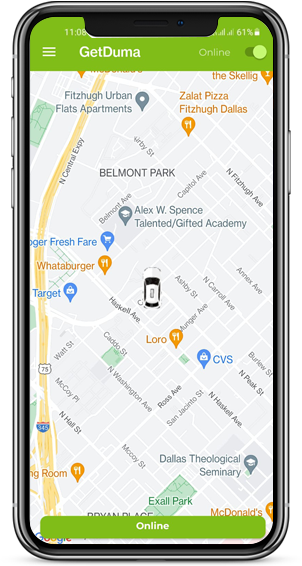 11:08
61%
GetDuma
Online
McDonald's
the Skellig
Fitzhugh Urban
Flats Apartments
Zalat Pizza
Fitzhugh Dallas
N Central Expy
Kirby St
BELMONT PARK
Capitol Ave
N Fitzhugh Ave
Belmont Ave
Alex W. Spence
Talented/Gifted Academy
oger Fresh Fare
Whataburger
Target
Annex Ave
Ashby St
N Carroll Ave
Haskell Ave
Munger Ave
Watt St
Caddo St
Loro
CVS
Burlew St
75
N Peak St
McCoy Pl
N Washington Ave
Ross Ave
San Jacinto St
N Haskell Ave
N Hall St
345
McCoy St
Dallas Theological
Seminary
ng Room
Exall Park
McDonald's
BRYAN PLACE
Online
Google